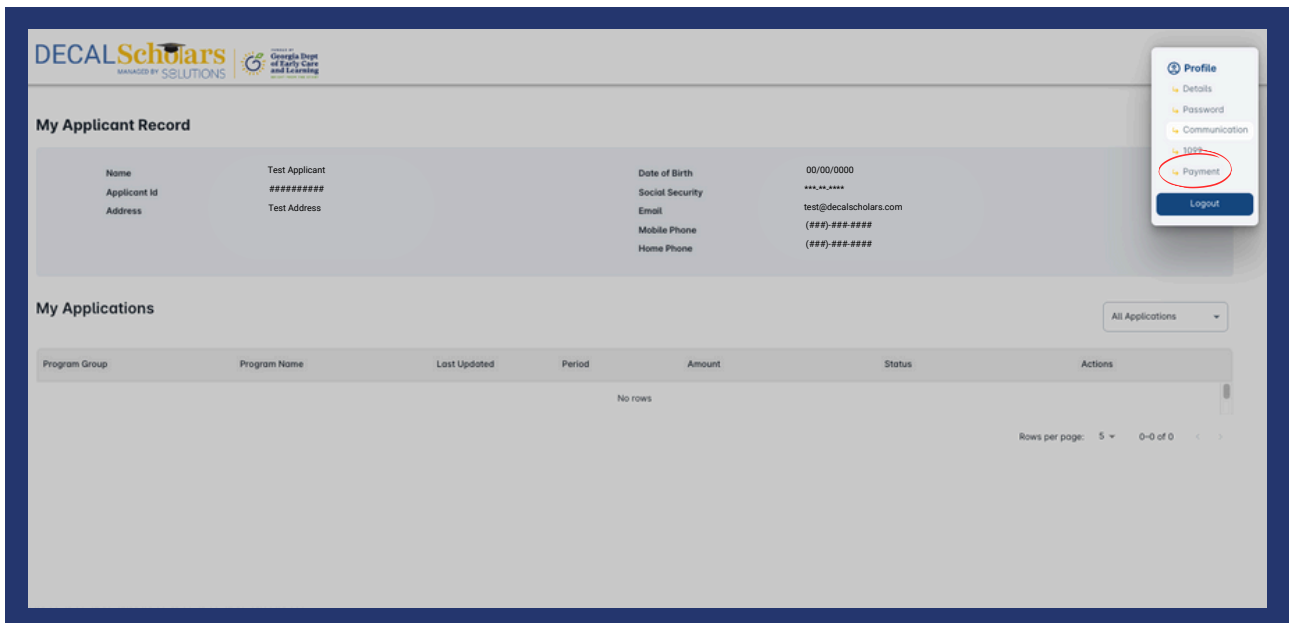 DECALScholars
MANAGED BY SOLUTIONS
Georgia Dept
of Early Care
and Learning
Profile
Details
Password
Communication
1099
Payment
Logout
My Applicant Record
Name Test Applicant Date of Birth 00/00/0000
Applicant Id ########## Social Security ***-**-****
Address Test Address Email test@decalscholars.com
Mobile Phone (###)-###-####
Home Phone (###)-###-####
My Applications
All Applications
Program Group Program Name Last Updated Period Amount Status Actions
No rows
Rows per page: 5 0-0 of 0